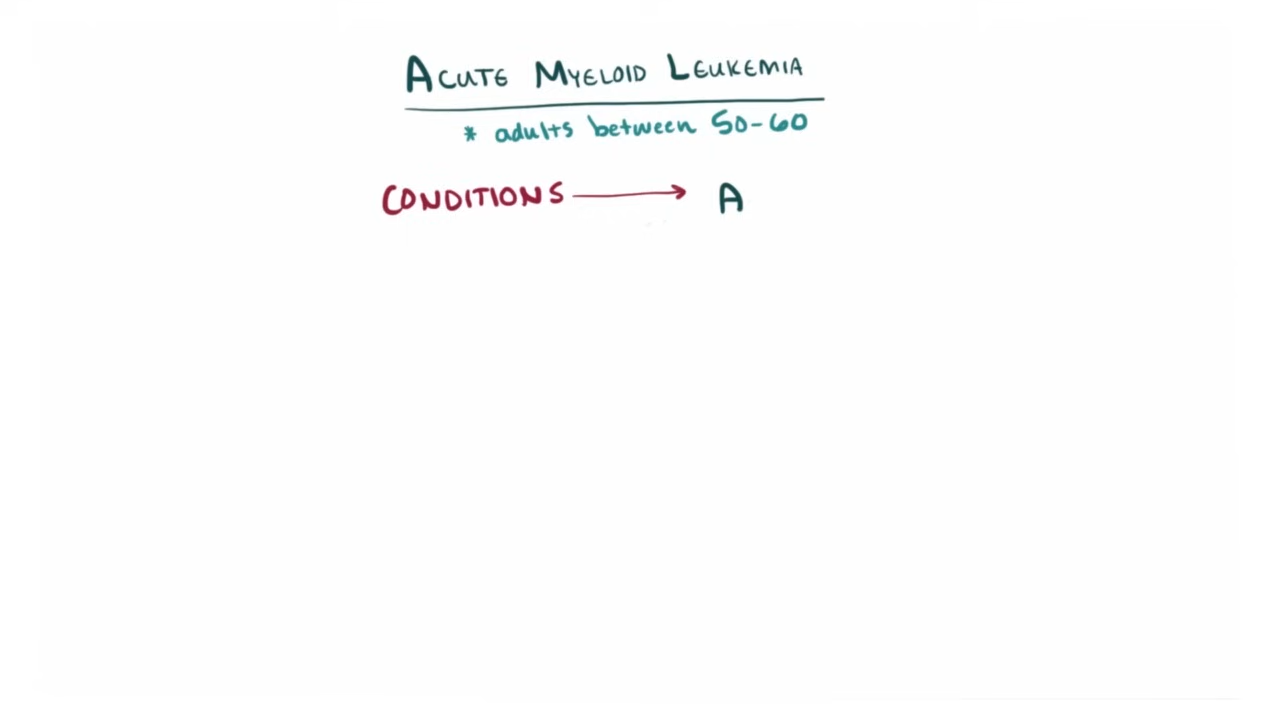 ACUTE MYELOID LEUKEMIA
* adults between 50-60
CONDITIONS → A